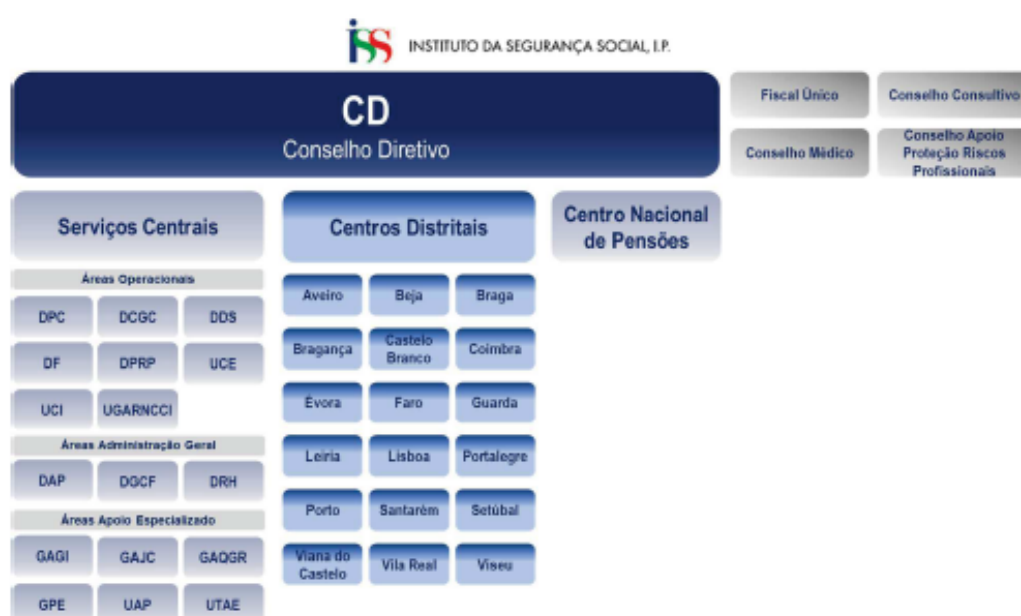 iss INSTITUTO DA SEGURANÇA SOCIAL, I.P.
CD
Conselho Diretivo
Fiscal Único
Conselho Consultivo
Conselho Médico
Conselho Apoio
Proteção Riscos
Profissionais
Serviços Centrais
Áreas Operacionais
DPC DCGC DDS
DF DPRP UCE
UCI UGARNCCI
Áreas Administração Geral
DAP DGCF DRH
Áreas Apoio Especializado
GAGI GAJC GAQGR
GPE UAP UTAE
Centros Distritais
Aveiro Beja Braga
Bragança Castelo Branco Coimbra
Évora Faro Guarda
Leiria Lisboa Portalegre
Porto Santarém Setúbal
Viana do Castelo Vila Real Viseu
Centro Nacional
de Pensões